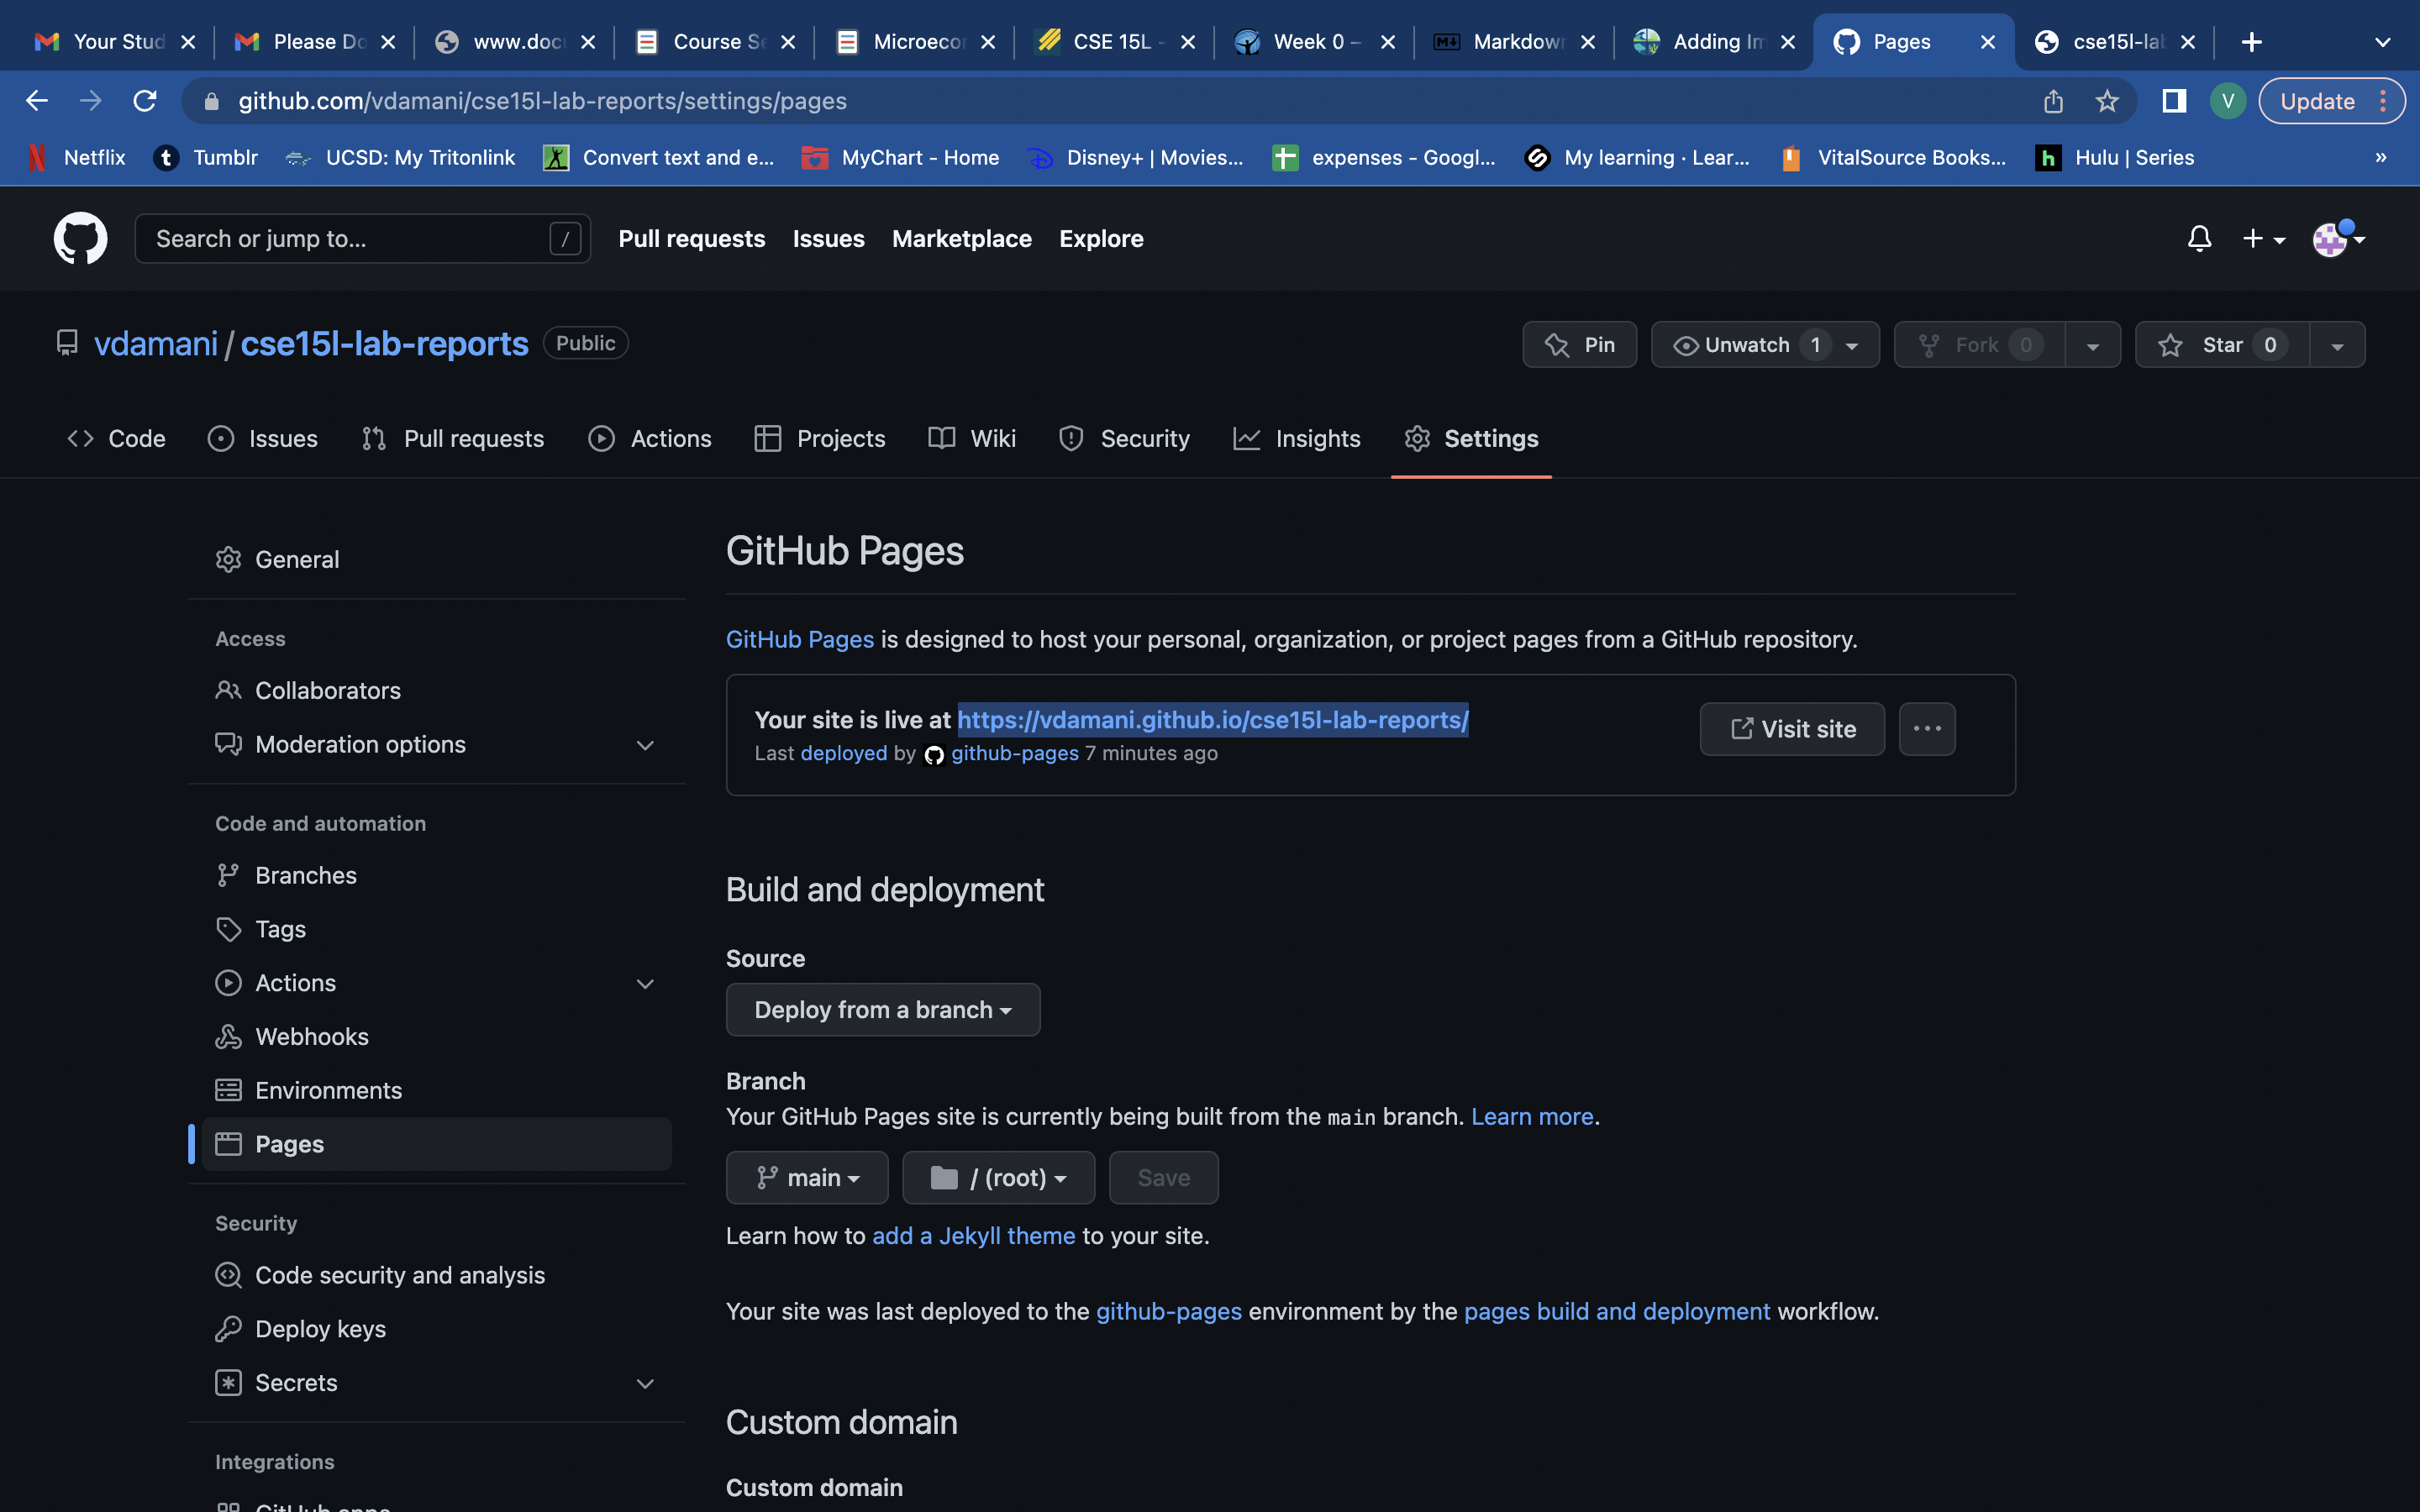 Your Stud
Please Do
www.doc
Course Se
Microecon
CSE 15L -
Week 0 –
Markdown
Adding Im
Pages
cse15l-lab
github.com/vdamani/cse15l-lab-reports/settings/pages
V
Update
Netflix
Tumblr
UCSD: My Tritonlink
Convert text and e...
MyChart - Home
Disney+ | Movies...
expenses - Googl...
My learning · Lear...
VitalSource Books...
Hulu | Series
»
Search or jump to...
/
Pull requests
Issues
Marketplace
Explore
vdamani / cse15l-lab-reports
Public
Pin
Unwatch 1
Fork 0
Star 0
Code
Issues
Pull requests
Actions
Projects
Wiki
Security
Insights
Settings
General
Access
Collaborators
Moderation options
Code and automation
Branches
Tags
Actions
Webhooks
Environments
Pages
Security
Code security and analysis
Deploy keys
Secrets
Integrations
GitHub apps
GitHub Pages
GitHub Pages is designed to host your personal, organization, or project pages from a GitHub repository.
Your site is live at https://vdamani.github.io/cse15l-lab-reports/
Last deployed by github-pages 7 minutes ago
Visit site
Build and deployment
Source
Deploy from a branch
Branch
Your GitHub Pages site is currently being built from the main branch. Learn more.
main
/ (root)
Save
Learn how to add a Jekyll theme to your site.
Your site was last deployed to the github-pages environment by the pages build and deployment workflow.
Custom domain
Custom domain